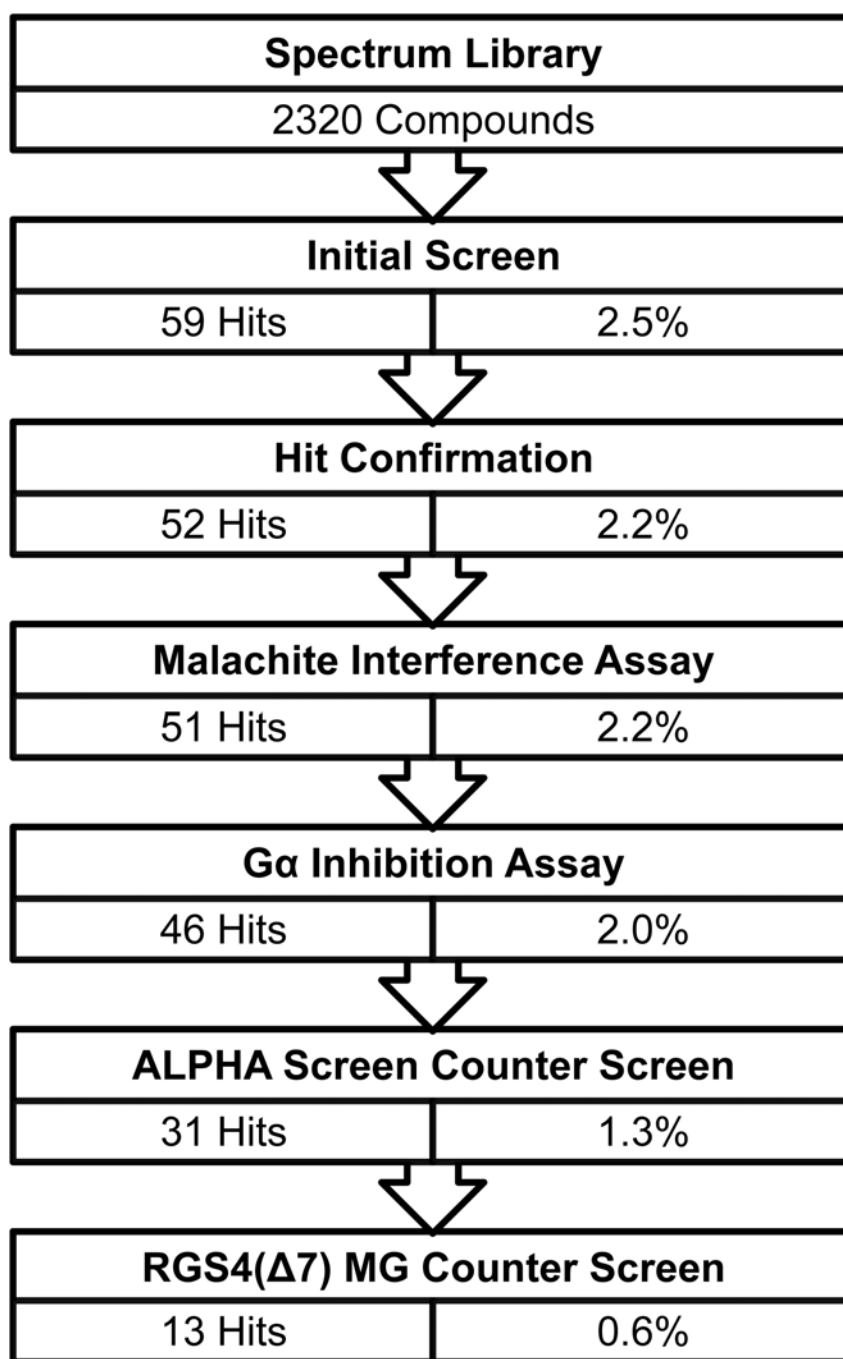 Spectrum Library
2320 Compounds
Initial Screen
59 Hits 2.5%
Hit Confirmation
52 Hits 2.2%
Malachite Interference Assay
51 Hits 2.2%
Gα Inhibition Assay
46 Hits 2.0%
ALPHA Screen Counter Screen
31 Hits 1.3%
RGS4(Δ7) MG Counter Screen
13 Hits 0.6%